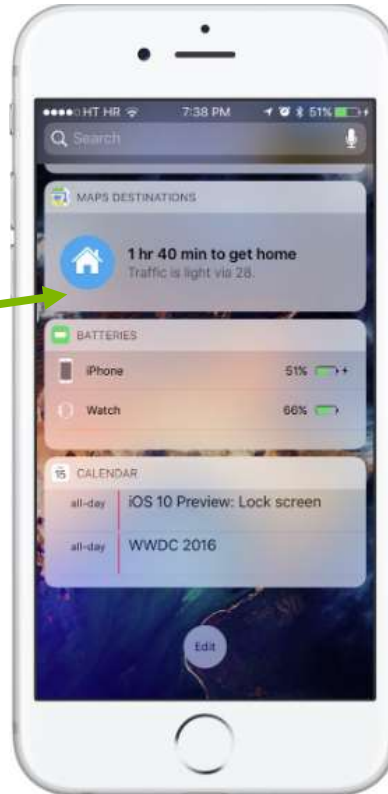 HT HR 7:38 PM 51%
Search
MAPS DESTINATIONS
1 hr 40 min to get home
Traffic is light via 28.
BATTERIES
iPhone 51%
Watch 66%
15 CALENDAR
all-day iOS 10 Preview: Lock screen
all-day WWDC 2016
Edit